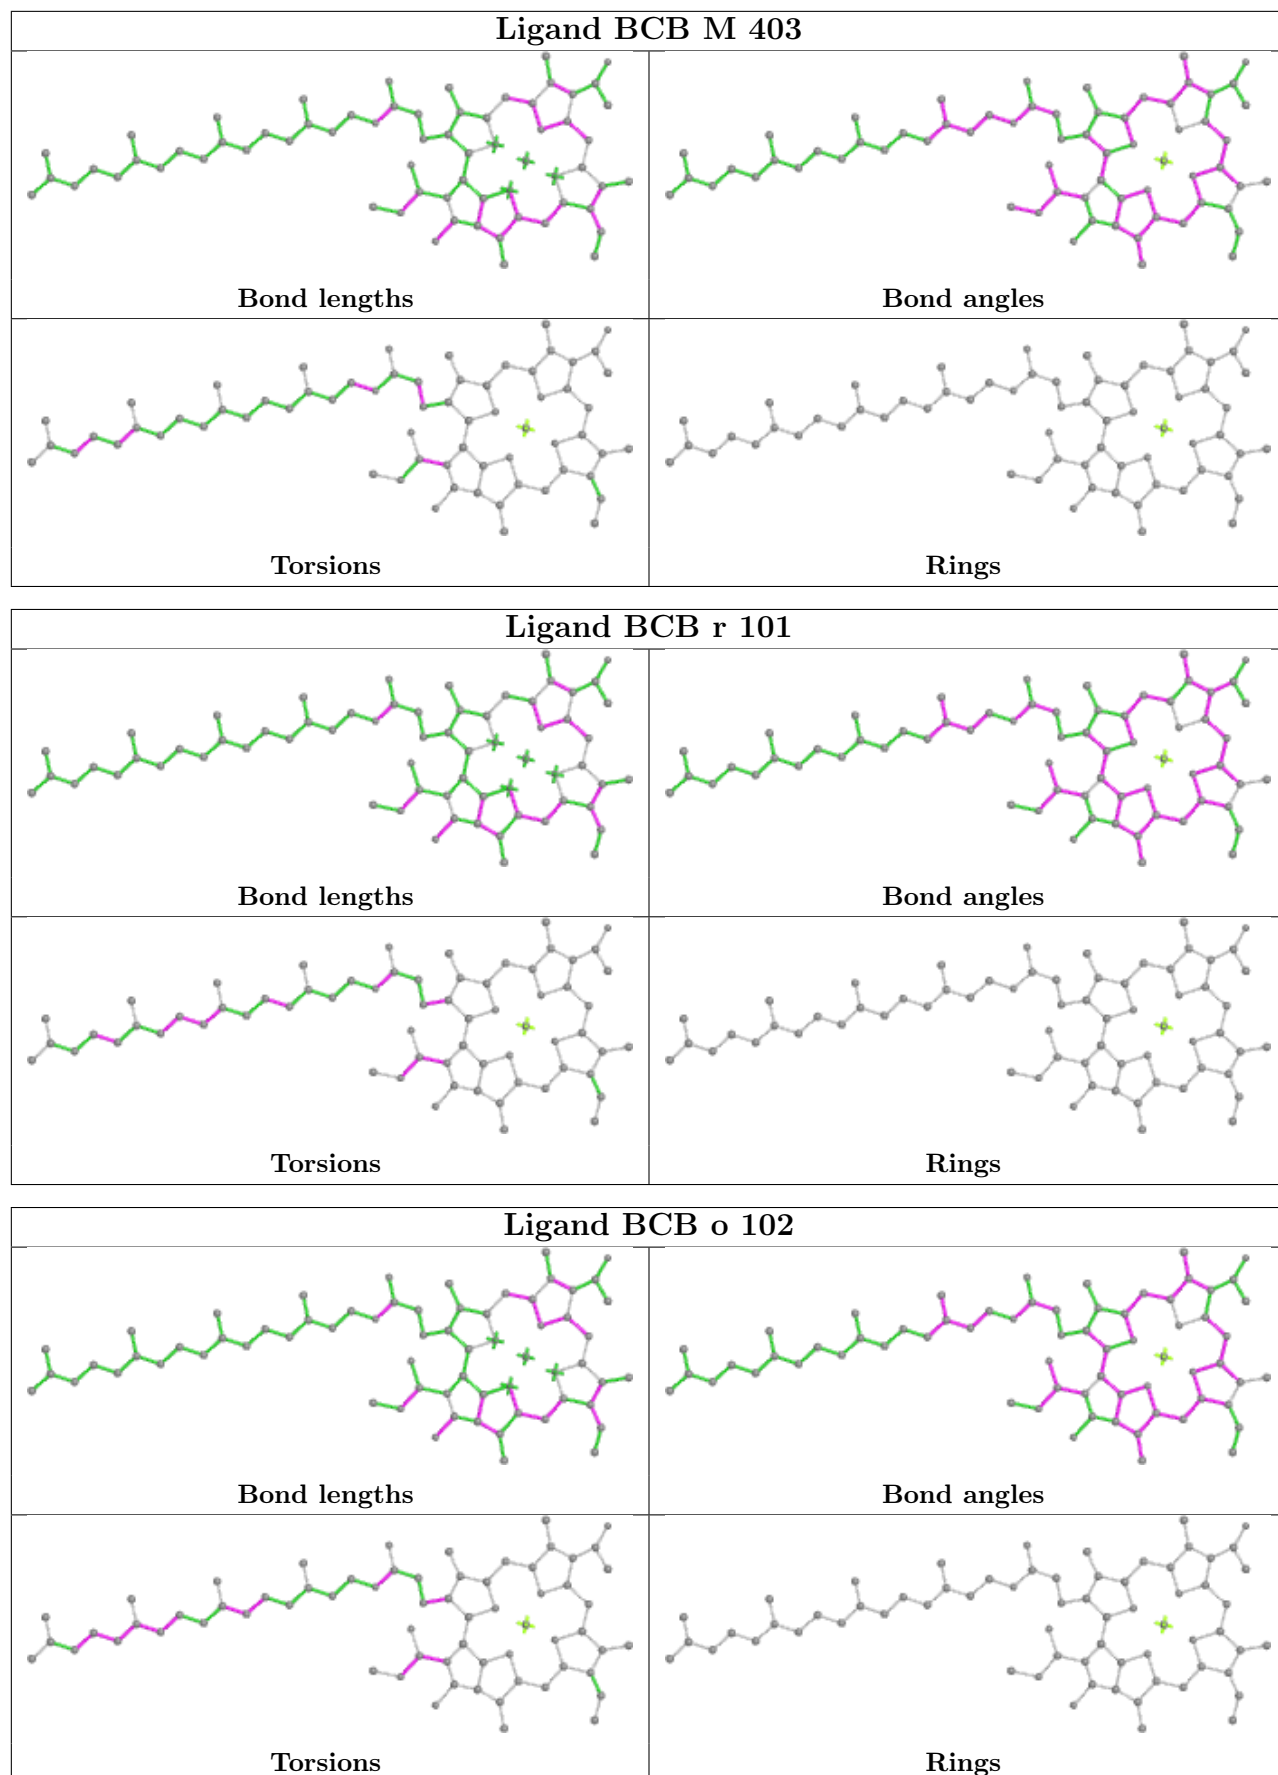 Ligand BCB M 403
Bond lengths
Bond angles
Torsions
Rings
Ligand BCB r 101
Bond lengths
Bond angles
Torsions
Rings
Ligand BCB o 102
Bond lengths
Bond angles
Torsions
Rings